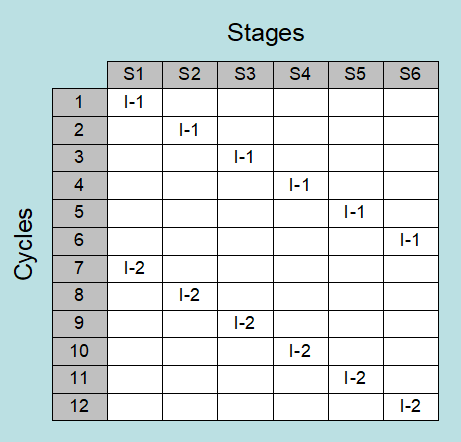 Stages
S1 S2 S3 S4 S5 S6
1 I-1
2 I-1
3 I-1
4 I-1
5 I-1
6 I-1
7 I-2
8 I-2
9 I-2
10 I-2
11 I-2
12 I-2
Cycles